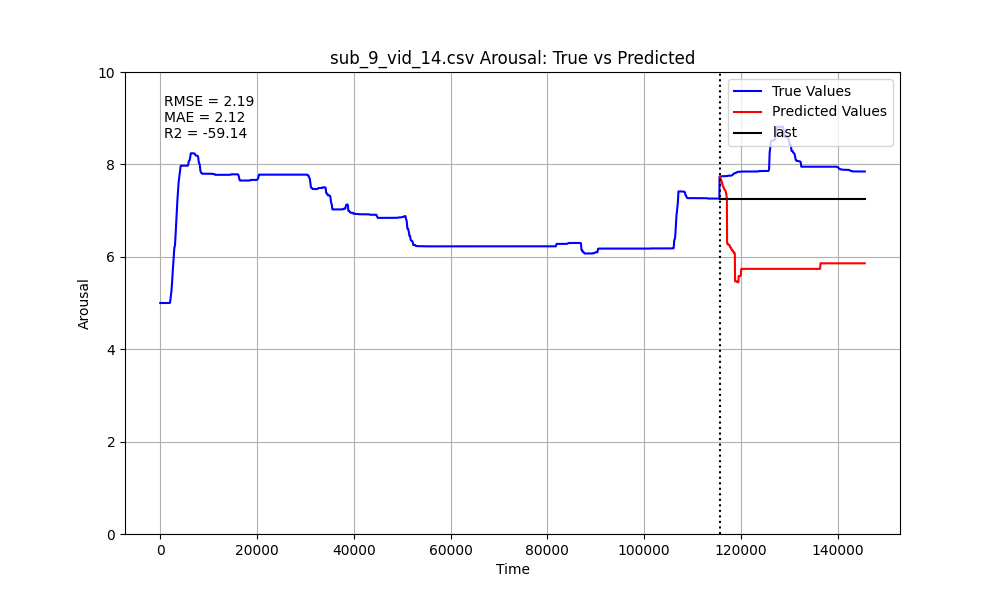 sub_9_vid_14.csv Arousal: True vs Predicted
RMSE = 2.19
MAE = 2.12
R2 = -59.14
True Values
Predicted Values
last
Arousal
10
8
6
4
2
0
0 20000 40000 60000 80000 100000 120000 140000
Time